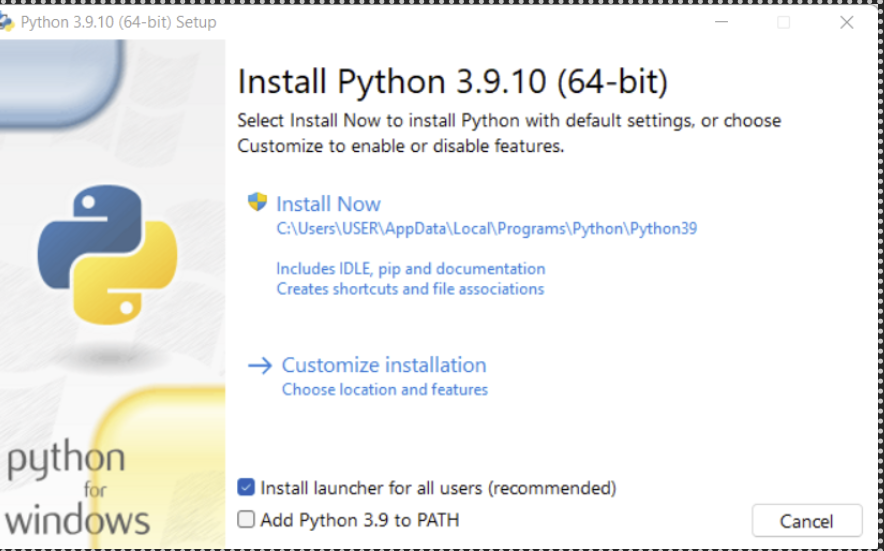 Python 3.9.10 (64-bit) Setup
Install Python 3.9.10 (64-bit)
Select Install Now to install Python with default settings, or choose
Customize to enable or disable features.
Install Now
C:\Users\USER\AppData\Local\Programs\Python\Python39
Includes IDLE, pip and documentation
Creates shortcuts and file associations
Customize installation
Choose location and features
python
for
windows
Install launcher for all users (recommended)
Add Python 3.9 to PATH
Cancel